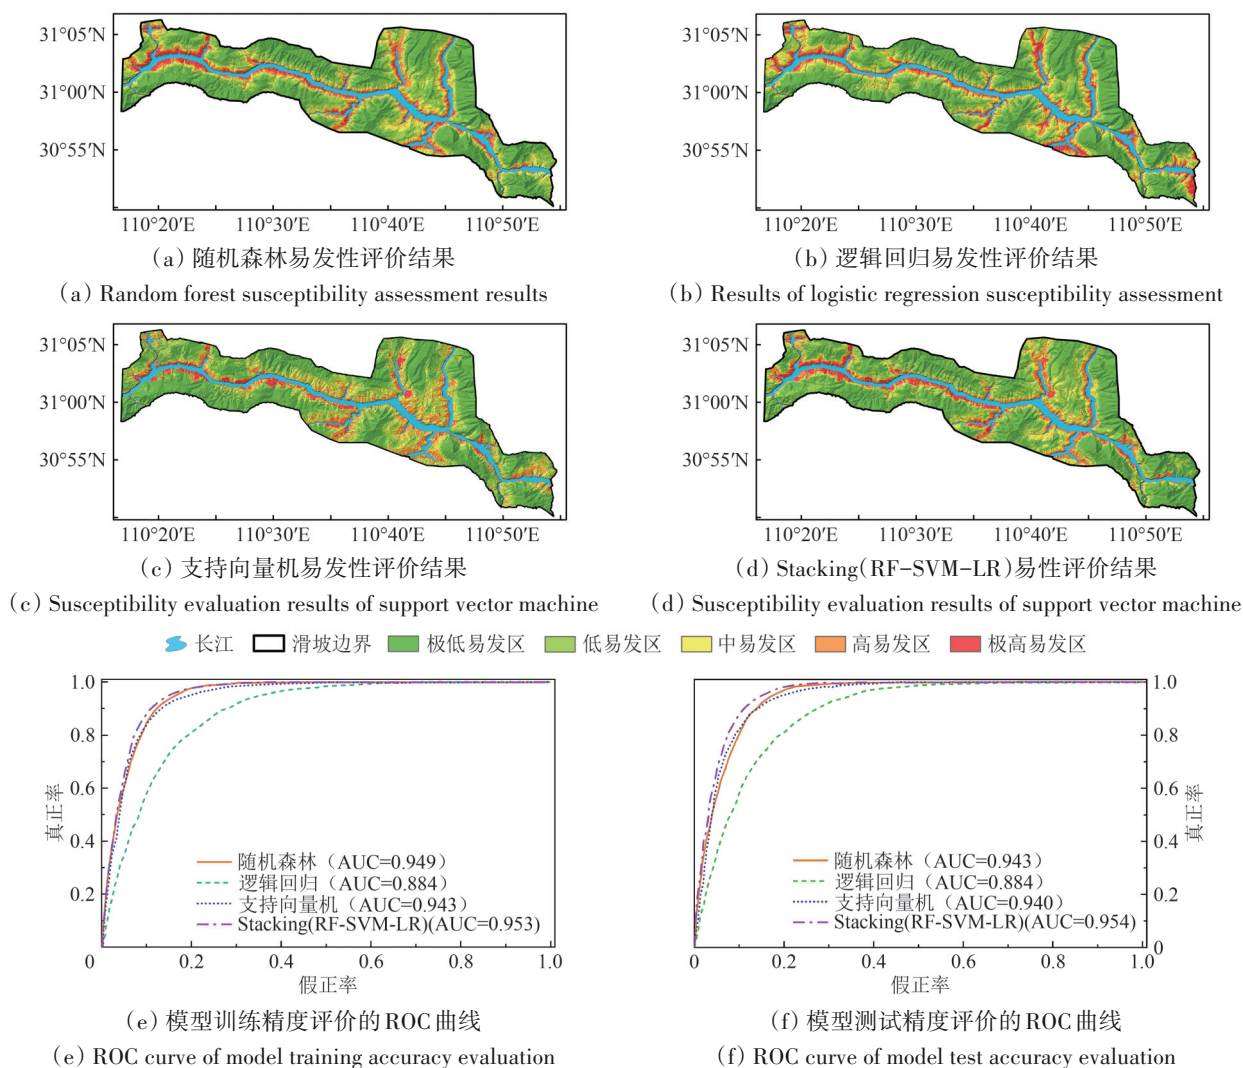 31°05′N
31°00′N
30°55′N
110°20′E 110°30′E 110°40′E 110°50′E
110°20′E 110°30′E 110°40′E 110°50′E
(a) 随机森林易发性评价结果
(b) 逻辑回归易发性评价结果
(a) Random forest susceptibility assessment results
(b) Results of logistic regression susceptibility assessment
31°05′N
31°00′N
30°55′N
31°05′N
31°00′N
30°55′N
31°05′N
31°00′N
30°55′N
110°20′E 110°30′E 110°40′E 110°50′E
110°20′E 110°30′E 110°40′E 110°50′E
(c) 支持向量机易发性评价结果
(d) Stacking(RF-SVM-LR)易性评价结果
(c) Susceptibility evaluation results of support vector machine
(d) Susceptibility evaluation results of support vector machine
长江 滑坡边界 极低易发区 低易发区 中易发区 高易发区 极高易发区
1.0
0.8
0.6
0.4
0.2
真正率
随机森林（AUC=0.949）
逻辑回归（AUC=0.884）
支持向量机（AUC=0.943）
Stacking(RF-SVM-LR)(AUC=0.953)
0 0.2 0.4 0.6 0.8 1.0
假正率
1.0
0.8
0.6
0.4
0.2
0
真正率
随机森林（AUC=0.943）
逻辑回归（AUC=0.884）
支持向量机（AUC=0.940）
Stacking(RF-SVM-LR)(AUC=0.954)
0 0.2 0.4 0.6 0.8 1.0
假正率
(e) 模型训练精度评价的ROC曲线
(f) 模型测试精度评价的ROC曲线
(e) ROC curve of model training accuracy evaluation
(f) ROC curve of model test accuracy evaluation